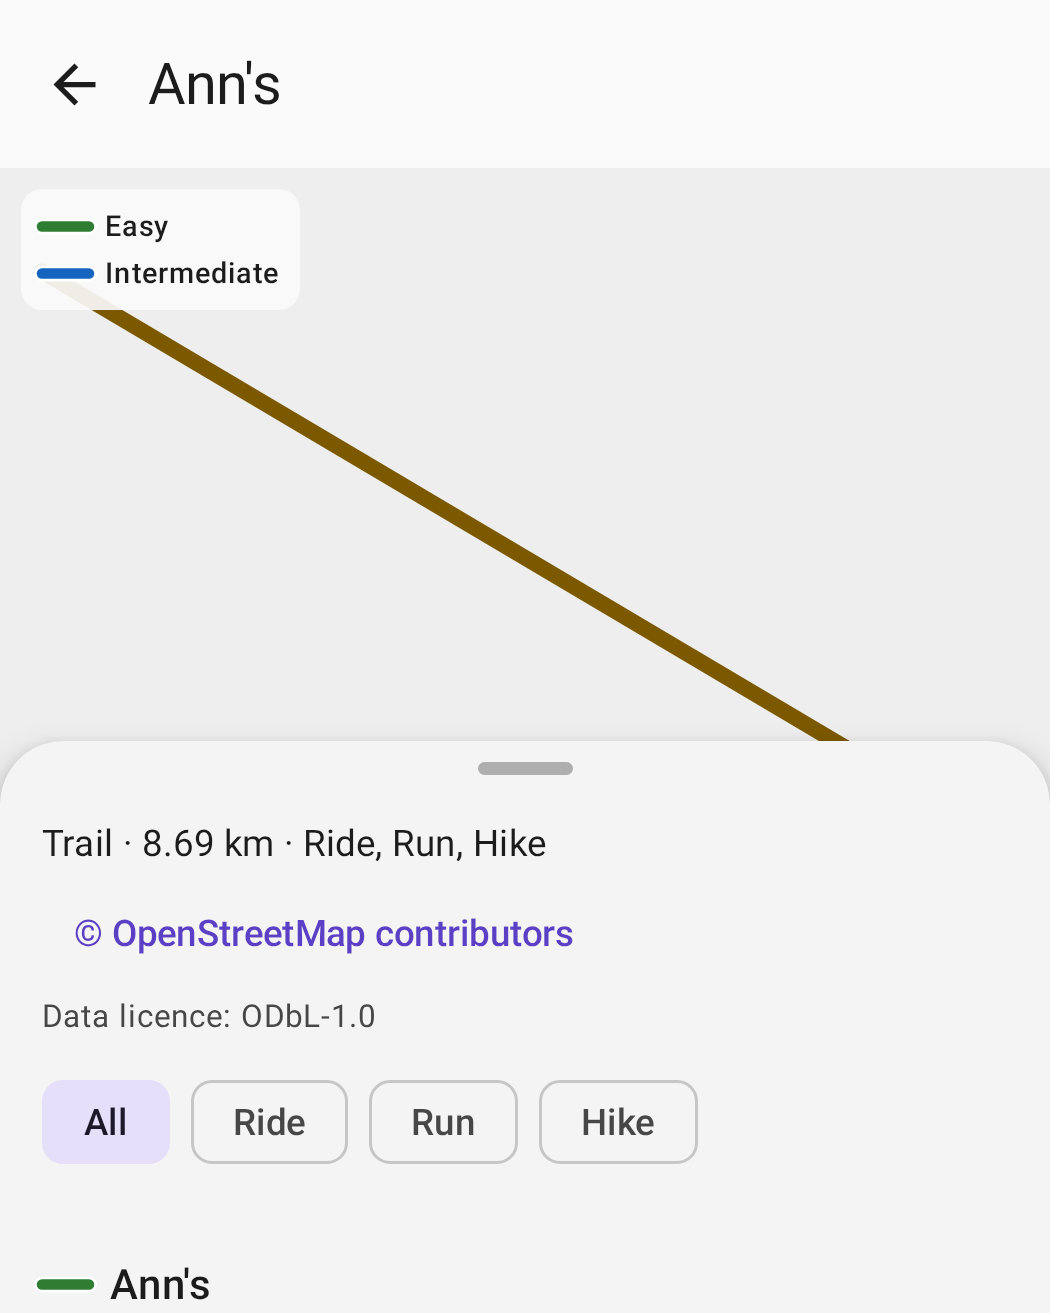 Ann's
Easy
Intermediate
Trail · 8.69 km · Ride, Run, Hike
© OpenStreetMap contributors
Data licence: ODbL-1.0
All Ride Run Hike
Ann's